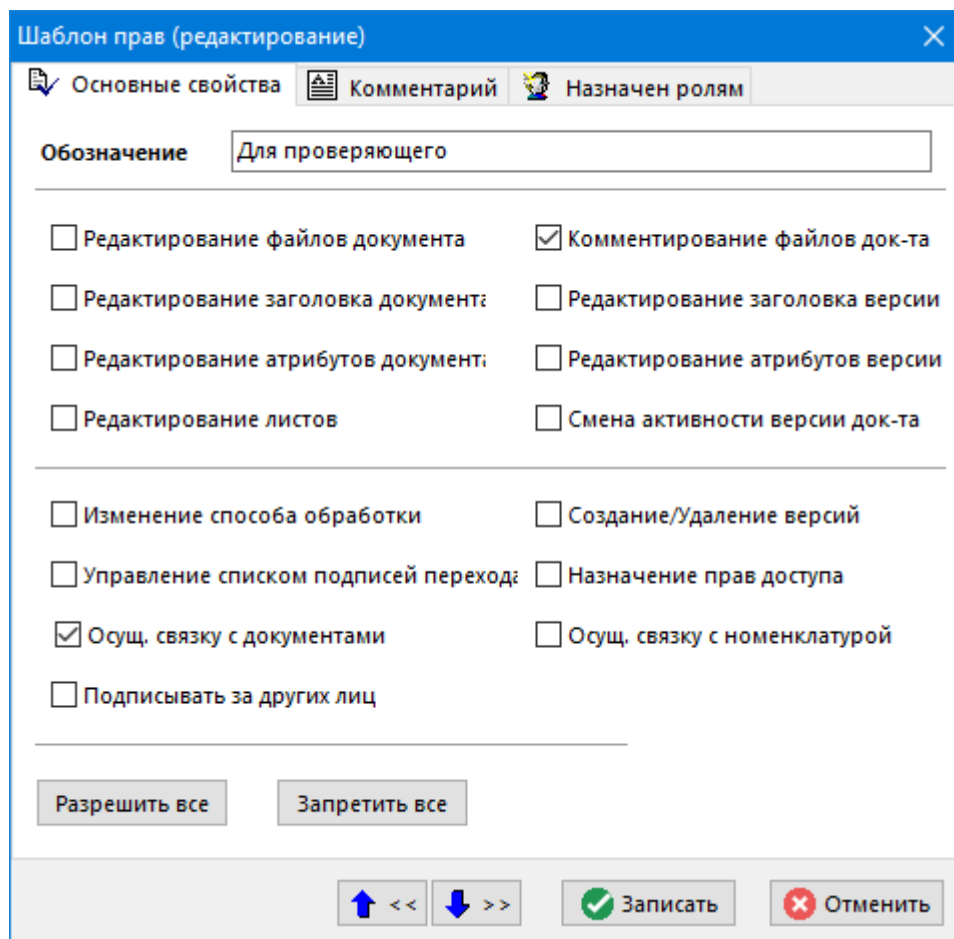 Шаблон прав (редактирование)
Основные свойства Комментарий Назначен ролям
Обозначение Для проверяющего
Редактирование файлов документа Комментирование файлов док-та
Редактирование заголовка документа Редактирование заголовка версии
Редактирование атрибутов документа Редактирование атрибутов версии
Редактирование листов Смена активности версии док-та
Изменение способа обработки Создание/Удаление версий
Управление списком подписей перехода Назначение прав доступа
Осущ. связку с документами Осущ. связку с номенклатурой
Подписывать за других лиц
Разрешить все Запретить все
<< >> Записать Отменить